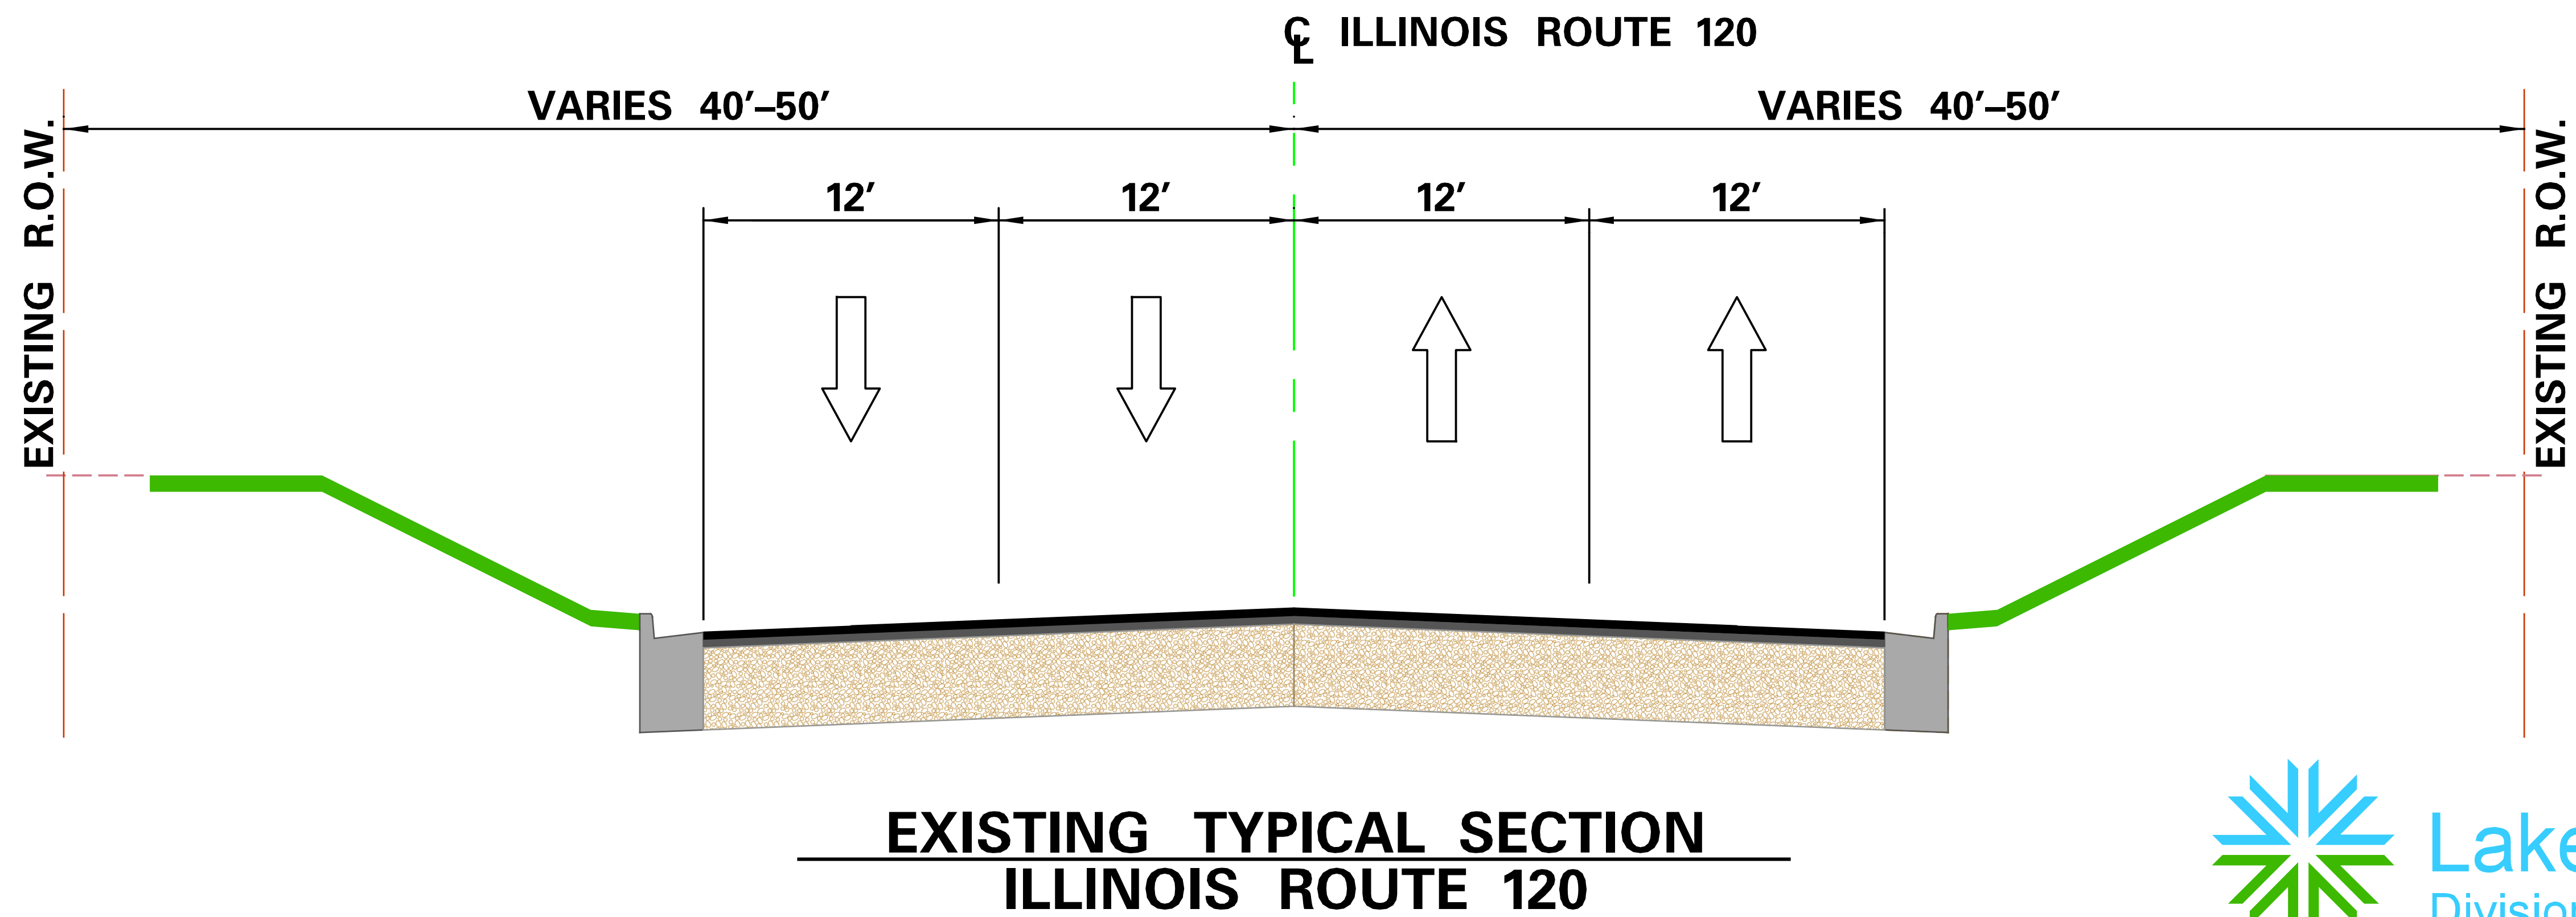 ℄ ILLINOIS ROUTE 120
VARIES 40'–50'
VARIES 40'–50'
EXISTING R.O.W.
EXISTING R.O.W.
12'
12'
12'
12'
EXISTING TYPICAL SECTION
ILLINOIS ROUTE 120
Lake
Division